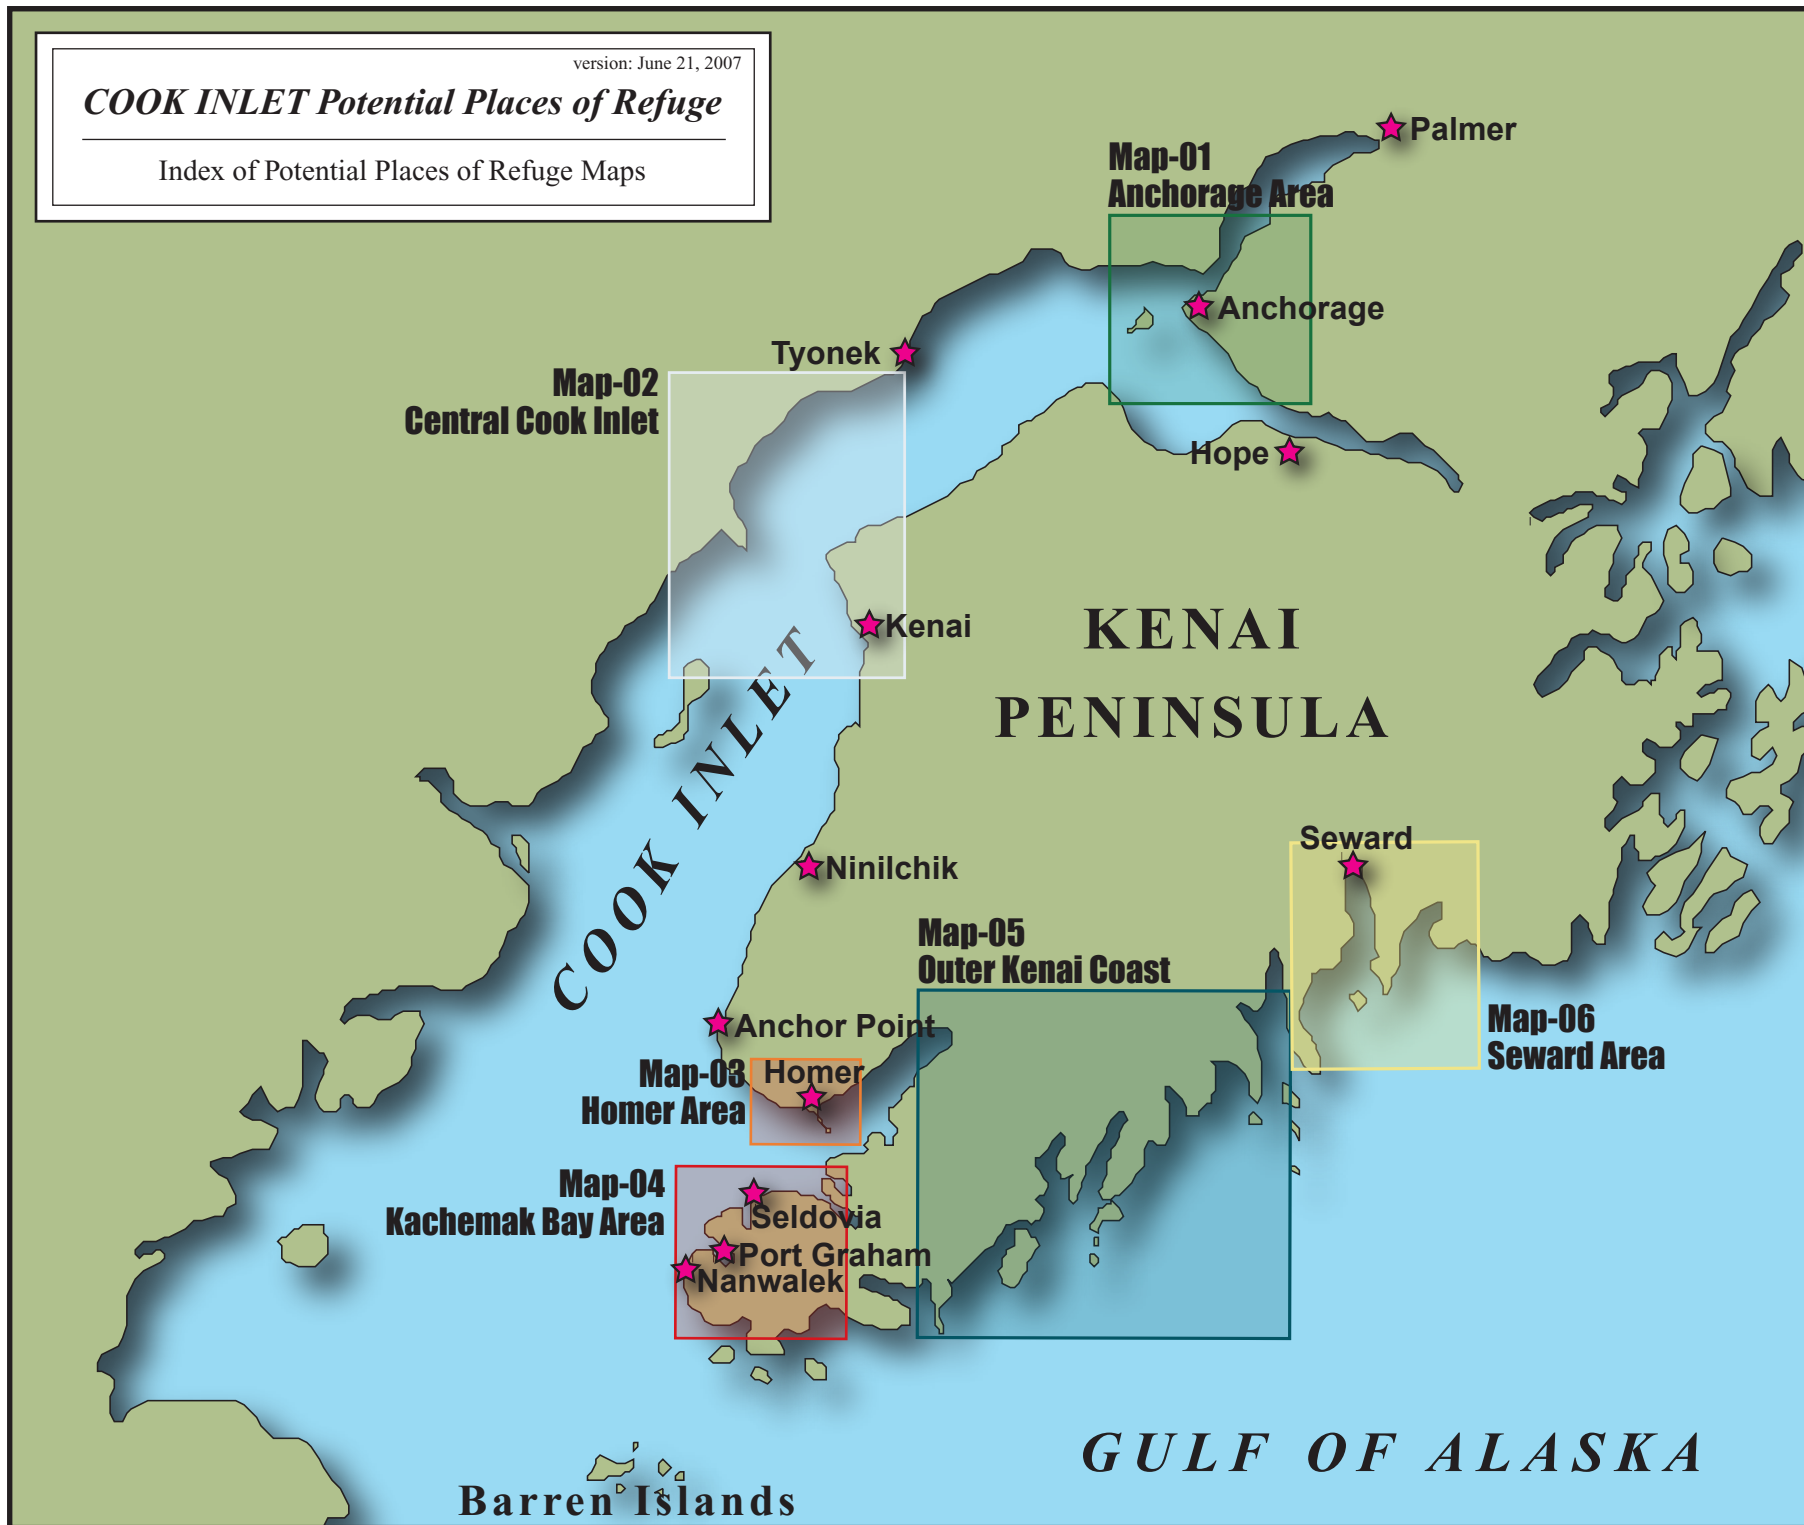 version: June 21, 2007
COOK INLET Potential Places of Refuge
Index of Potential Places of Refuge Maps
Palmer
Map-01
Anchorage Area
Anchorage
Tyonek
Map-02
Central Cook Inlet
Hope
Kenai
KENAI
PENINSULA
COOK INLET
Seward
Ninilchik
Map-05
Outer Kenai Coast
Map-06
Seward Area
Anchor Point
Map-03
Homer Area
Homer
Map-04
Kachemak Bay Area
Seldovia
Port Graham
Nanwalek
GULF OF ALASKA
Barren Islands